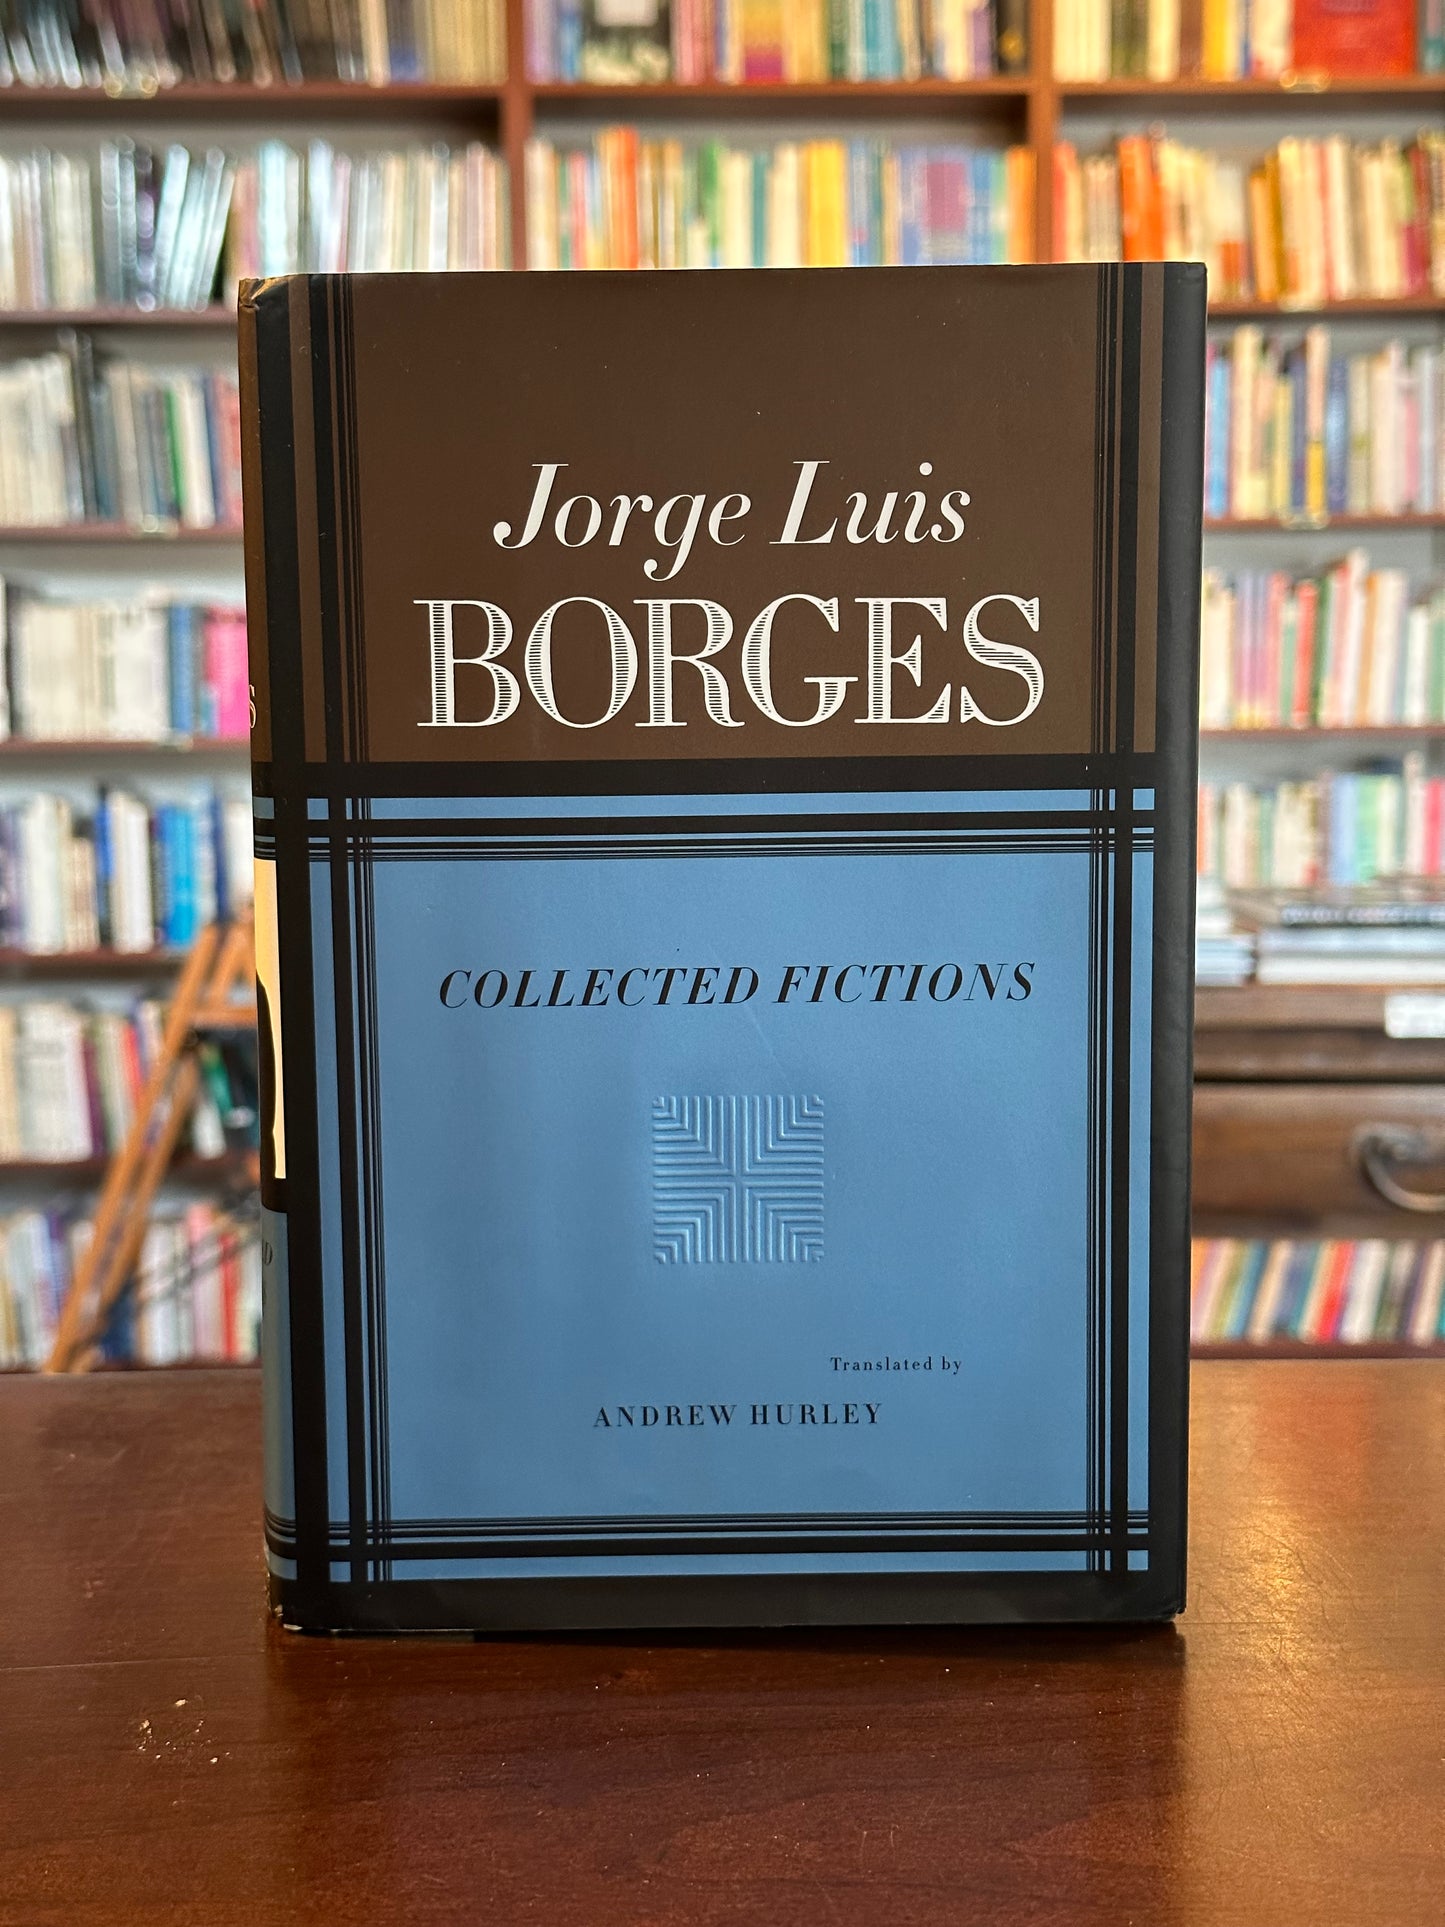 Jorge Luis
BORGES
COLLECTED FICTIONS
Translated by
ANDREW HURLEY